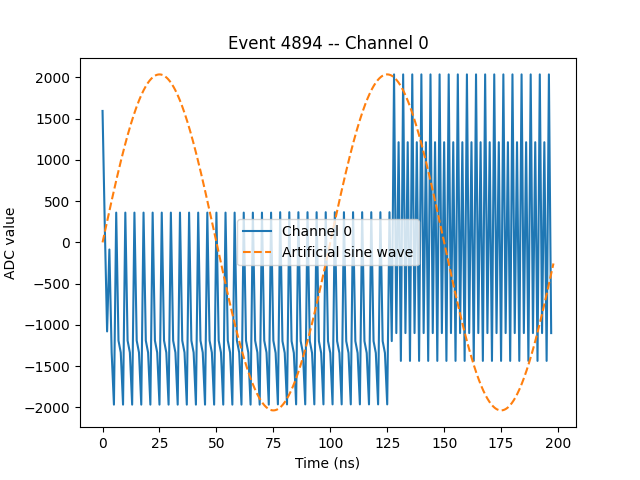 Event 4894 -- Channel 0
ADC value
2000
1500
1000
500
0
−500
−1000
−1500
−2000
Channel 0
Artificial sine wave
0 25 50 75 100 125 150 175 200
Time (ns)